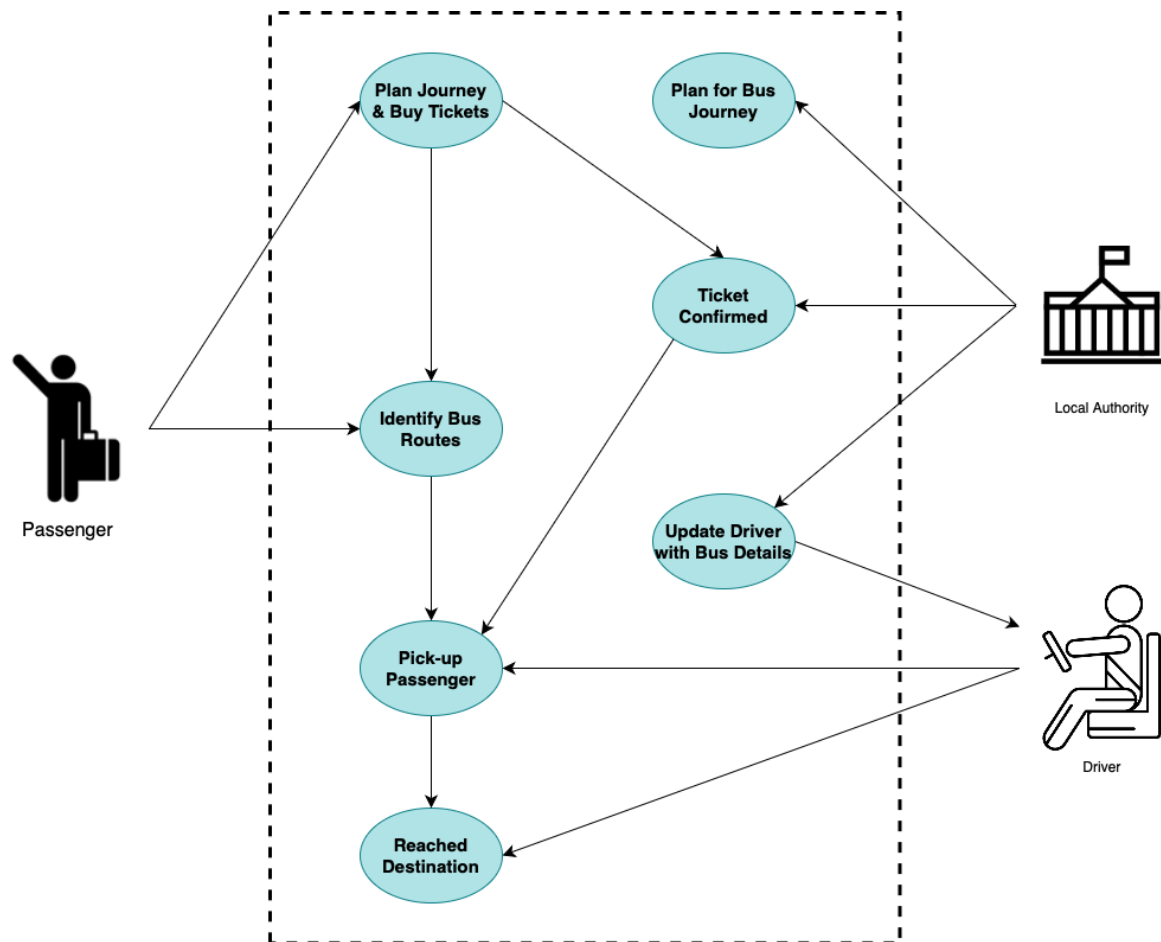 Plan Journey
& Buy Tickets
Plan for Bus
Journey
Ticket
Confirmed
Local Authority
Identify Bus
Routes
Passenger
Update Driver
with Bus Details
Pick-up
Passenger
Driver
Reached
Destination